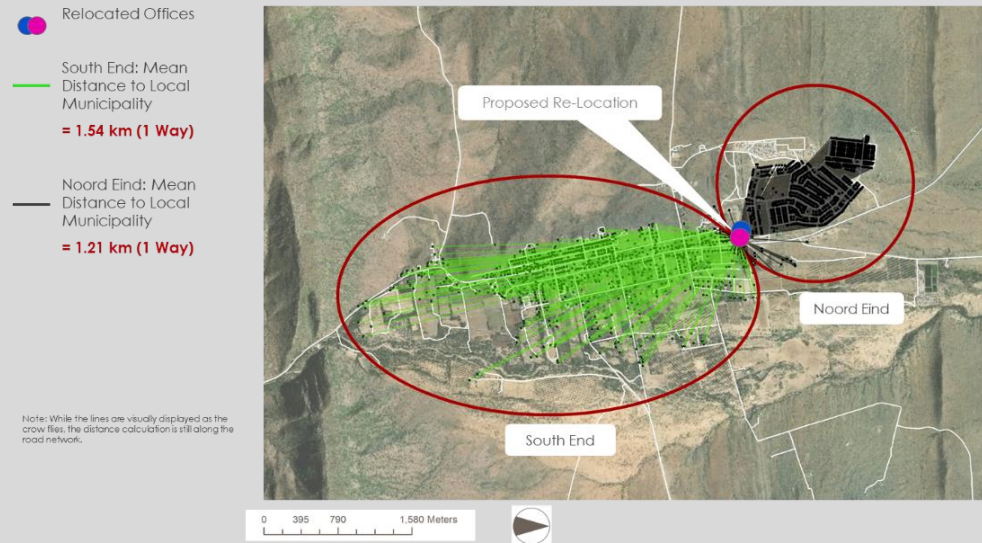 Relocated Offices
South End: Mean
Distance to Local
Municipality
= 1.54 km (1 Way)
Noord Eind: Mean
Distance to Local
Municipality
= 1.21 km (1 Way)
Note: While the lines are visually displayed as the
crow flies, the distance calculation is still along the
road network.
Proposed Re-Location
Noord Eind
South End
0 395 790 1,580 Meters